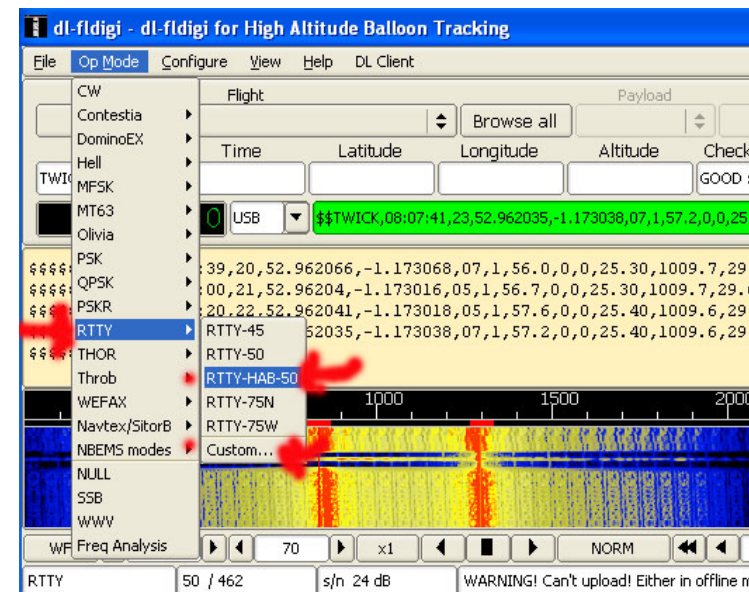 dl-fldigi - dl-fldigi for High Altitude Balloon Tracking
File Op Mode Configure View Help DL Client
Flight Payload
Browse all
Time Latitude Longitude Altitude Check
TWI GOOD
0 USB $$TWICK,08:07:41,23,52.962035,-1.173038,07,1,57.2,0,0,25
$$$$ :39,20,52.962066,-1.173068,07,1,56.0,0,0,25.30,1009.7,29
$$$$ :00,21,52.96204,-1.173016,05,1,56.7,0,0,25.30,1009.7,29.
$$$$ :20,22,52.962041,-1.173018,05,1,57.6,0,0,25.40,1009.6,29
62035,-1.173038,07,1,57.2,0,0,25.40,1009.6,29
$$$$
CW
Contestia
DominoEX
Hell
MFSK
MT63
Olivia
PSK
QPSK
PSKR
RTTY
THOR
Throb
WEFAX
Navtex/SitorB
NBEMS modes
NULL
SSB
WWV
Freq Analysis
RTTY-45
RTTY-50
RTTY-HAB-50
RTTY-75N
RTTY-75W
Custom...
1000 1500 2000
WF 70 x1 NORM
RTTY 50 / 462 s/n 24 dB WARNING! Can't upload! Either in offline m